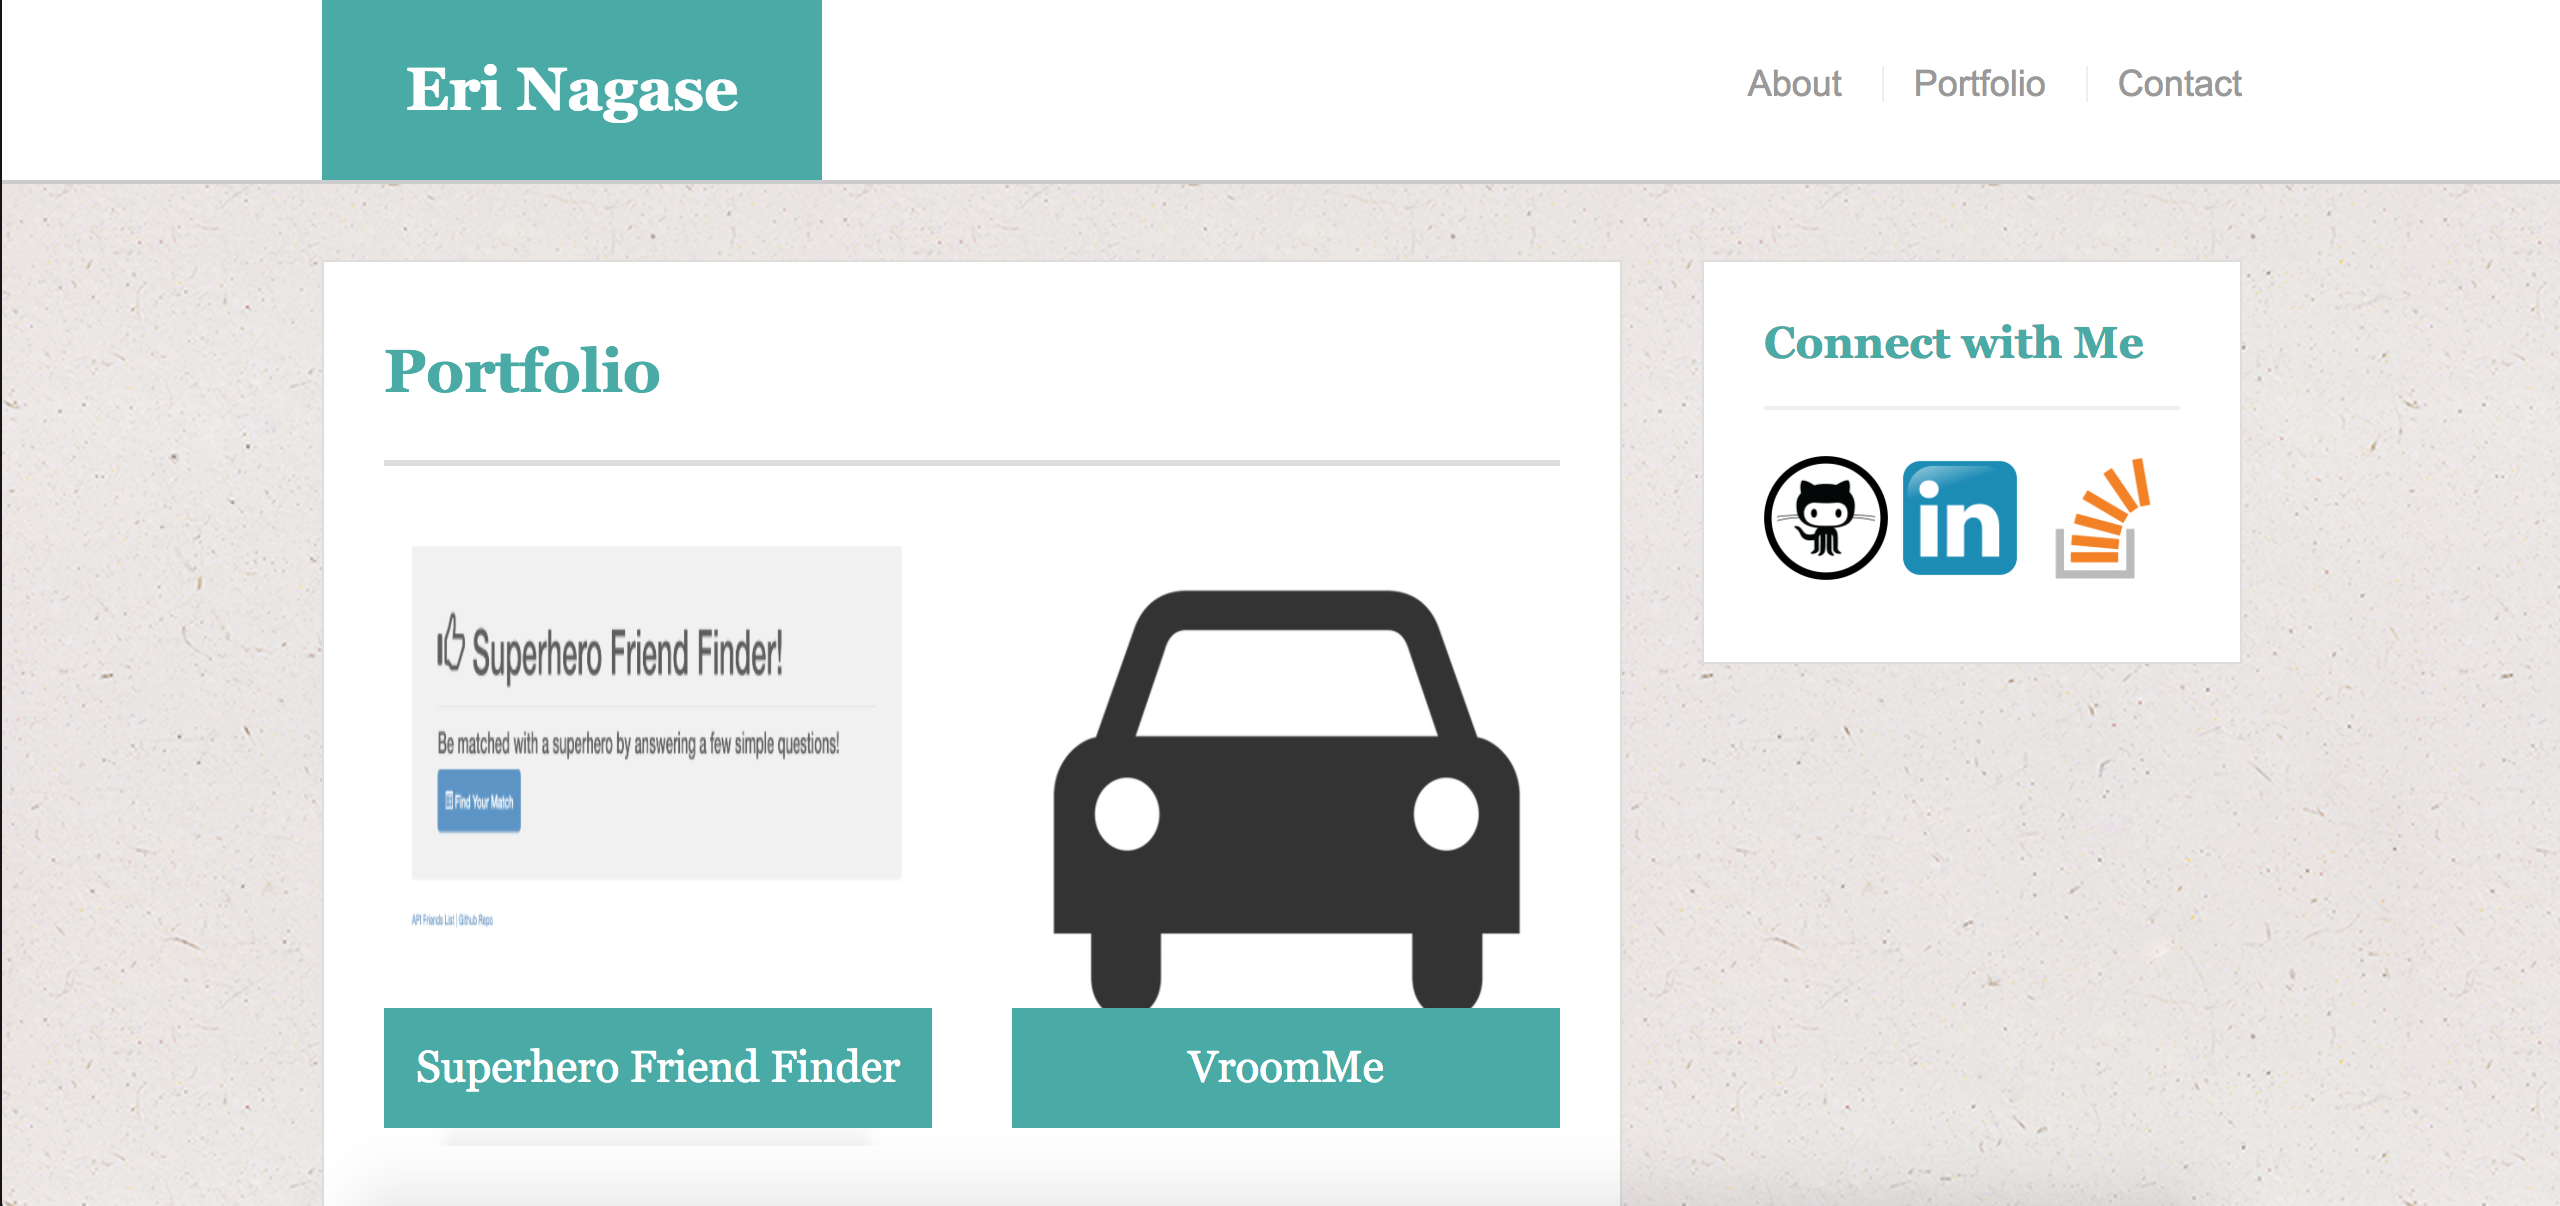 Eri Nagase
About
Portfolio
Contact
Portfolio
Superhero Friend Finder!
Be matched with a superhero by answering a few simple questions!
Find Your Match
API Friends List | Github Repo
Superhero Friend Finder
VroomMe
Connect with Me
in